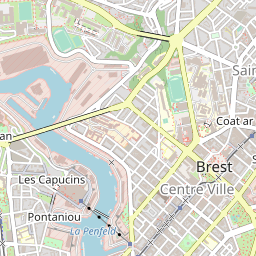 Sain
Coat ar
an
Brest
Les Capucins
Centre Ville
Pontaniou
La Penfeld